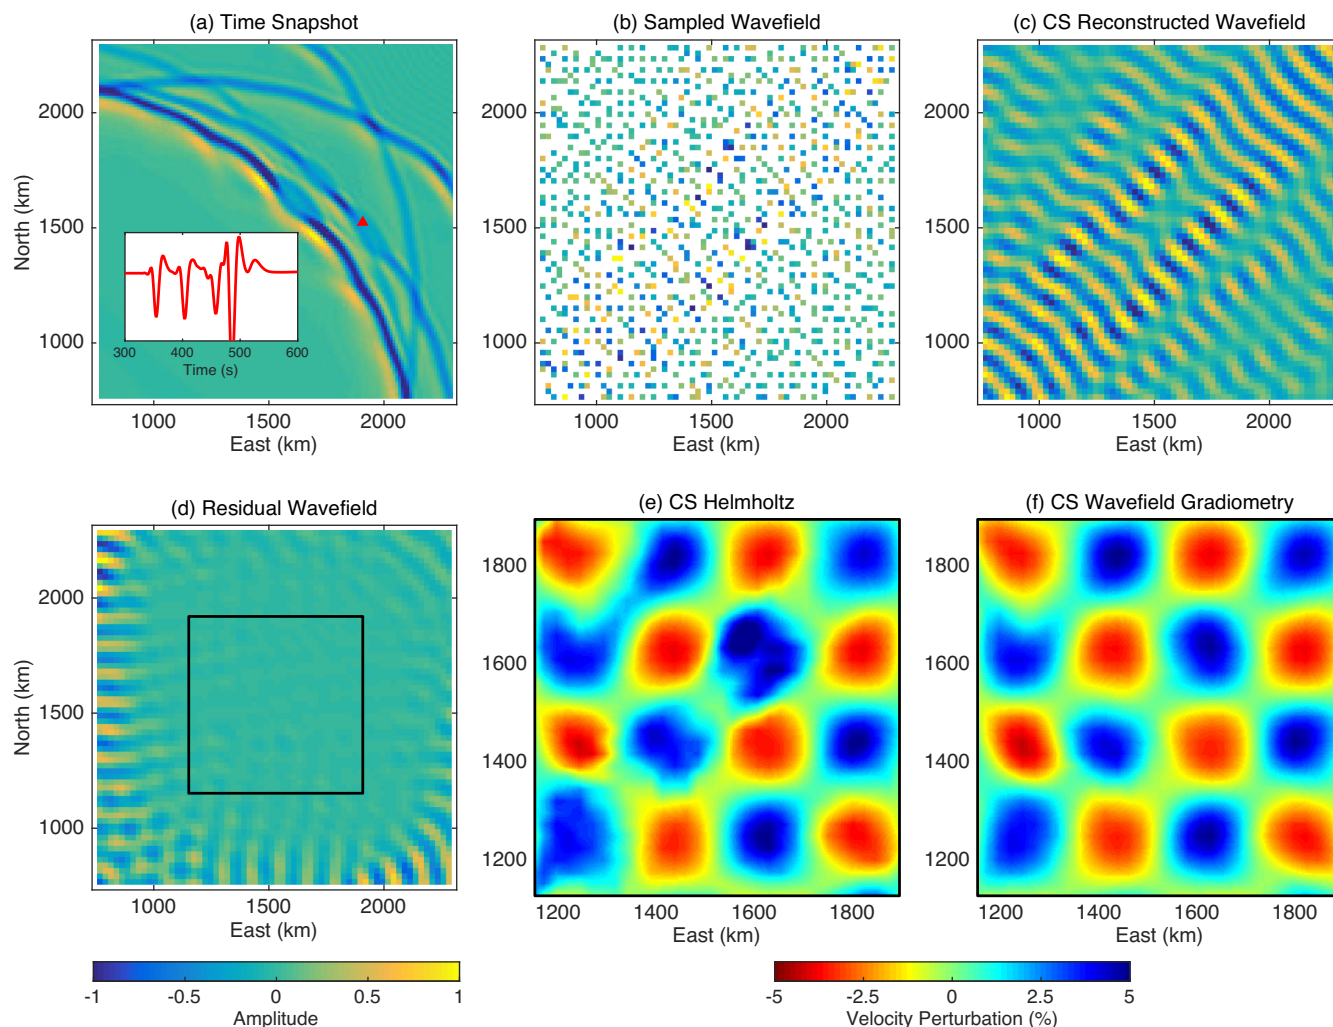 (a) Time Snapshot
(b) Sampled Wavefield
(c) CS Reconstructed Wavefield
North (km)
2000
1500
1000
300 400 500 600
Time (s)
1000 1500 2000
East (km)
2000
1500
1000
1000 1500 2000
East (km)
2000
1500
1000
1000 1500 2000
East (km)
(d) Residual Wavefield
(e) CS Helmholtz
(f) CS Wavefield Gradiometry
North (km)
2000
1500
1000
1000 1500 2000
East (km)
1800
1600
1400
1200
1200 1400 1600 1800
East (km)
1800
1600
1400
1200
1200 1400 1600 1800
East (km)
-1 -0.5 0 0.5 1
Amplitude
-5 -2.5 0 2.5 5
Velocity Perturbation (%)